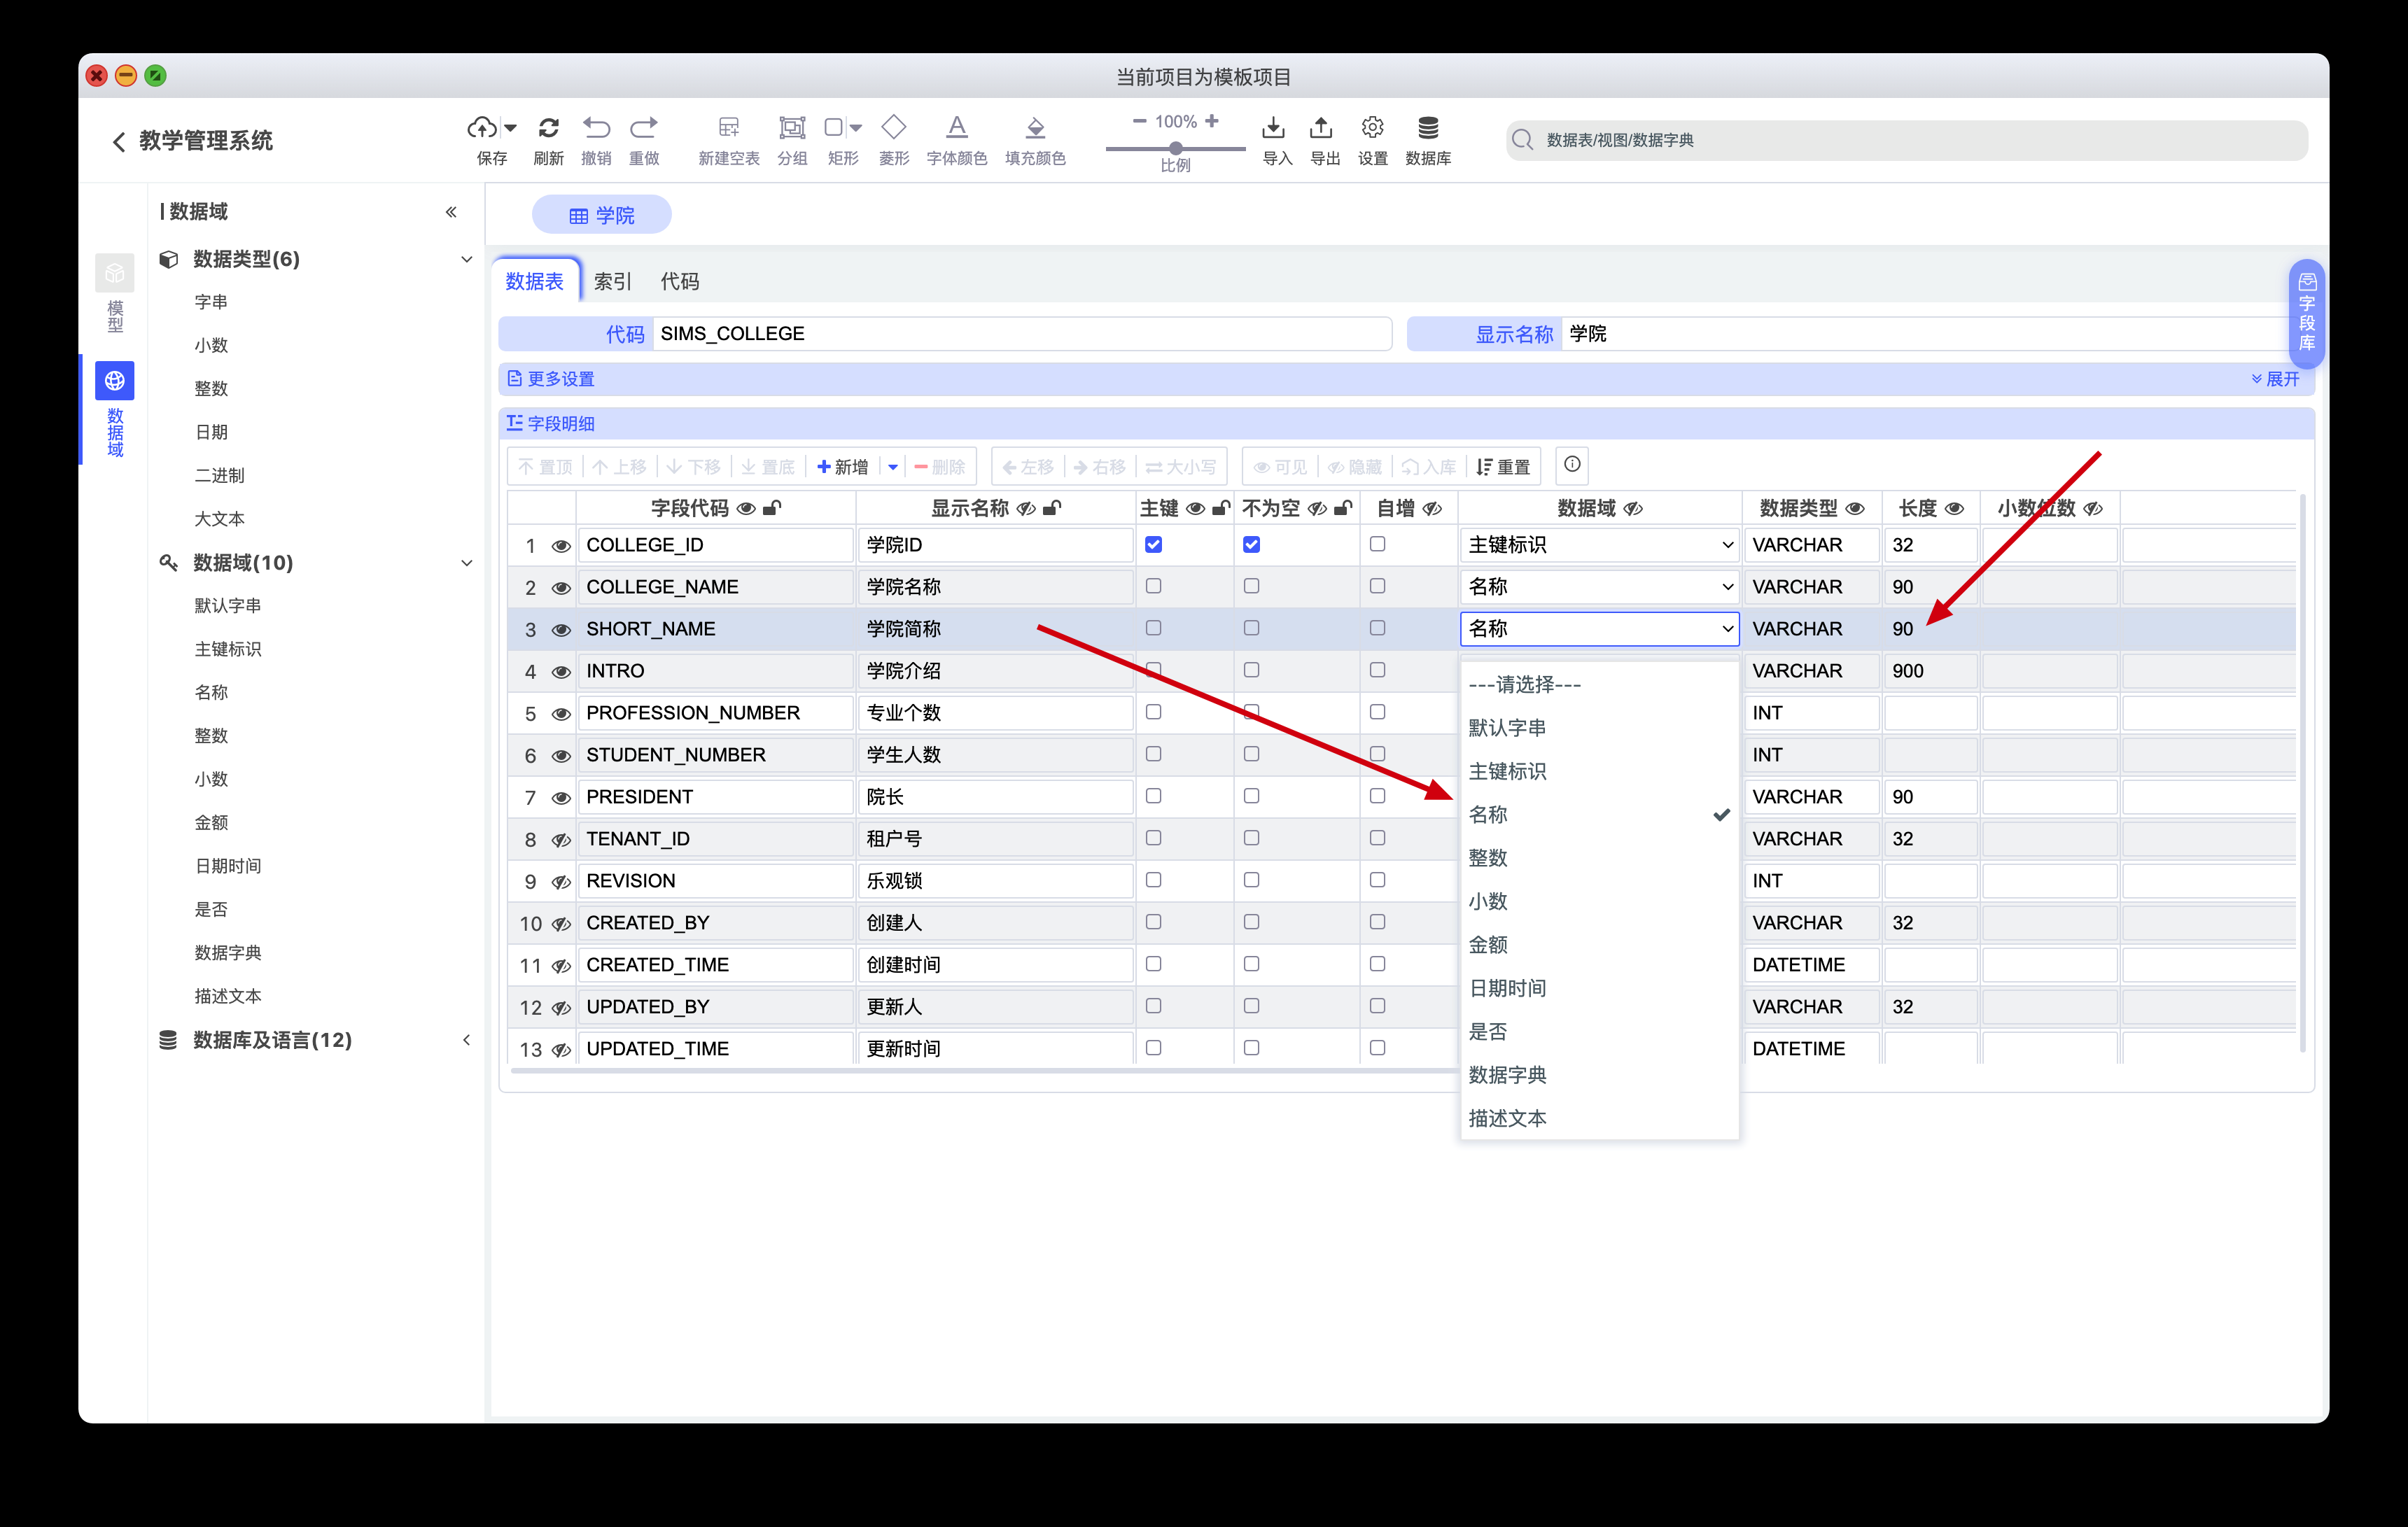 当前项目为模板项目
教学管理系统
保存 刷新 撤销 重做 新建空表 分组 矩形 菱形 字体颜色 填充颜色 100% 比例 导入 导出 设置 数据库 数据表/视图/数据字典
模型
数据域
数据域
数据类型(6)
字串
小数
整数
日期
二进制
大文本
数据域(10)
默认字串
主键标识
名称
整数
小数
金额
日期时间
是否
数据字典
描述文本
数据库及语言(12)
学院
数据表 索引 代码
字段库
代码 SIMS_COLLEGE 显示名称 学院
更多设置 展开
字段明细
置顶 上移 下移 置底 新增 删除 左移 右移 大小写 可见 隐藏 入库 重置
字段代码 显示名称 主键 不为空 自增 数据域 数据类型 长度 小数位数
1 COLLEGE_ID 学院ID 主键标识 VARCHAR 32
2 COLLEGE_NAME 学院名称 名称 VARCHAR 90
3 SHORT_NAME 学院简称 名称 VARCHAR 90
4 INTRO 学院介绍 VARCHAR 900
5 PROFESSION_NUMBER 专业个数 INT
6 STUDENT_NUMBER 学生人数 INT
7 PRESIDENT 院长 VARCHAR 90
8 TENANT_ID 租户号 VARCHAR 32
9 REVISION 乐观锁 INT
10 CREATED_BY 创建人 VARCHAR 32
11 CREATED_TIME 创建时间 DATETIME
12 UPDATED_BY 更新人 VARCHAR 32
13 UPDATED_TIME 更新时间 DATETIME
---请选择---
默认字串
主键标识
名称
整数
小数
金额
日期时间
是否
数据字典
描述文本